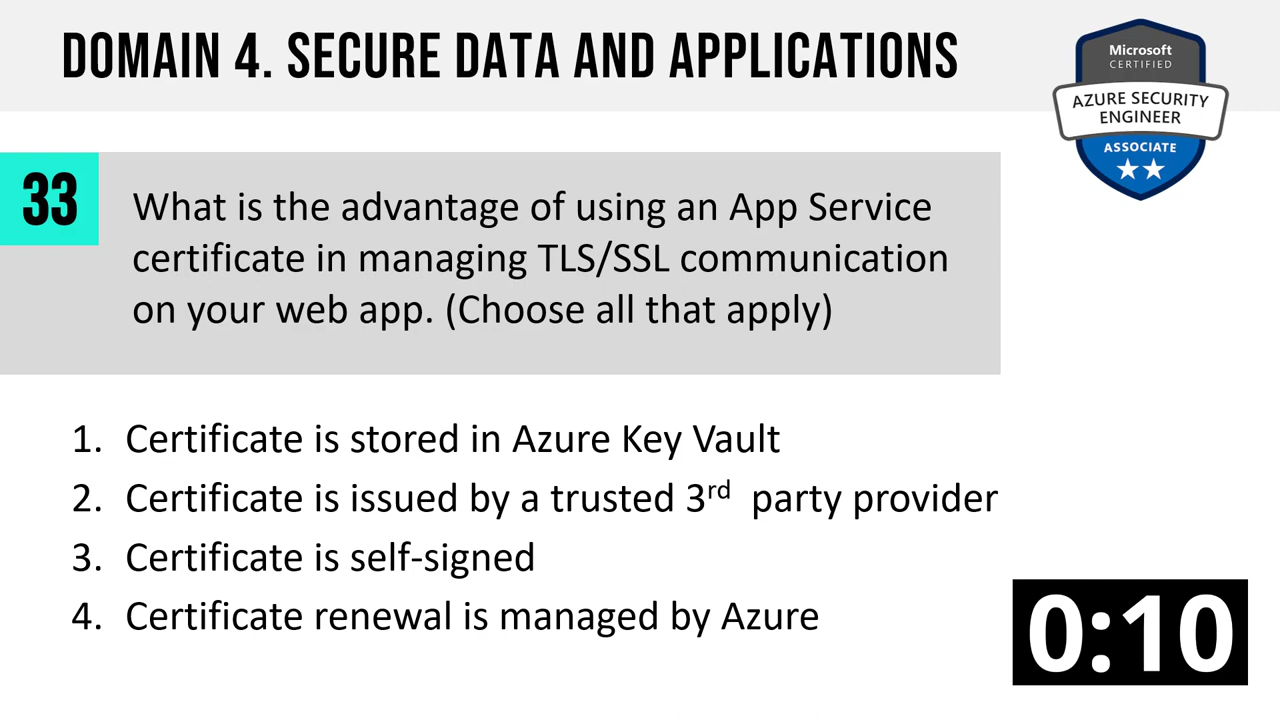 DOMAIN 4. SECURE DATA AND APPLICATIONS
Microsoft
CERTIFIED
AZURE SECURITY
ENGINEER
ASSOCIATE
33
What is the advantage of using an App Service
certificate in managing TLS/SSL communication
on your web app. (Choose all that apply)
1. Certificate is stored in Azure Key Vault
2. Certificate is issued by a trusted 3rd party provider
3. Certificate is self-signed
4. Certificate renewal is managed by Azure
0:10